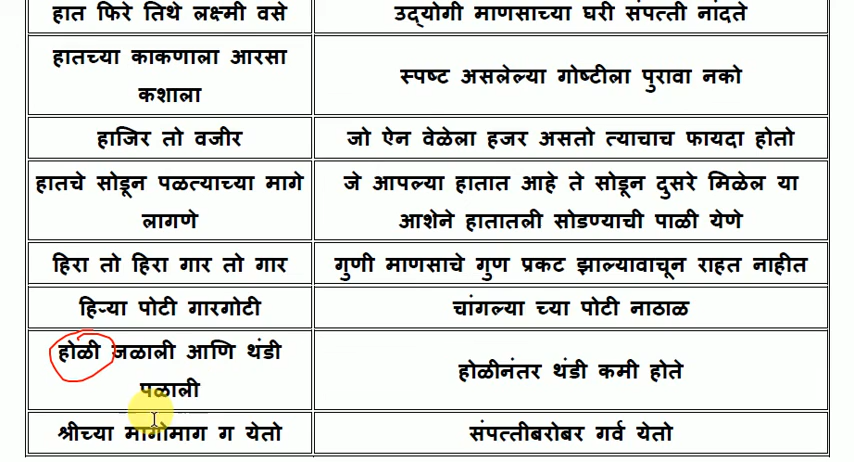 हात फिरे तिथे लक्ष्मी वसे
उद्योगी माणसाच्या घरी संपत्ती नांदते
हातच्या काकणाला आरसा
कशाला
स्पष्ट असलेल्या गोष्टीला पुरावा नको
हाजिर तो वजीर
जो ऐन वेळेला हजर असतो त्याचाच फायदा होतो
हातचे सोडून पळत्याच्या मागे
लागणे
जे आपल्या हातात आहे ते सोडून दुसरे मिळेल या
आशेने हातातली सोडण्याची पाळी येणे
हिरा तो हिरा गार तो गार
गुणी माणसाचे गुण प्रकट झाल्यावाचून राहत नाहीत
हिऱ्या पोटी गारगोटी
चांगल्या च्या पोटी नाठाळ
होळी जळाली आणि थंडी
पळाली
होळीनंतर थंडी कमी होते
श्रीच्या मागोमाग ग येतो
संपत्तीबरोबर गर्व येतो